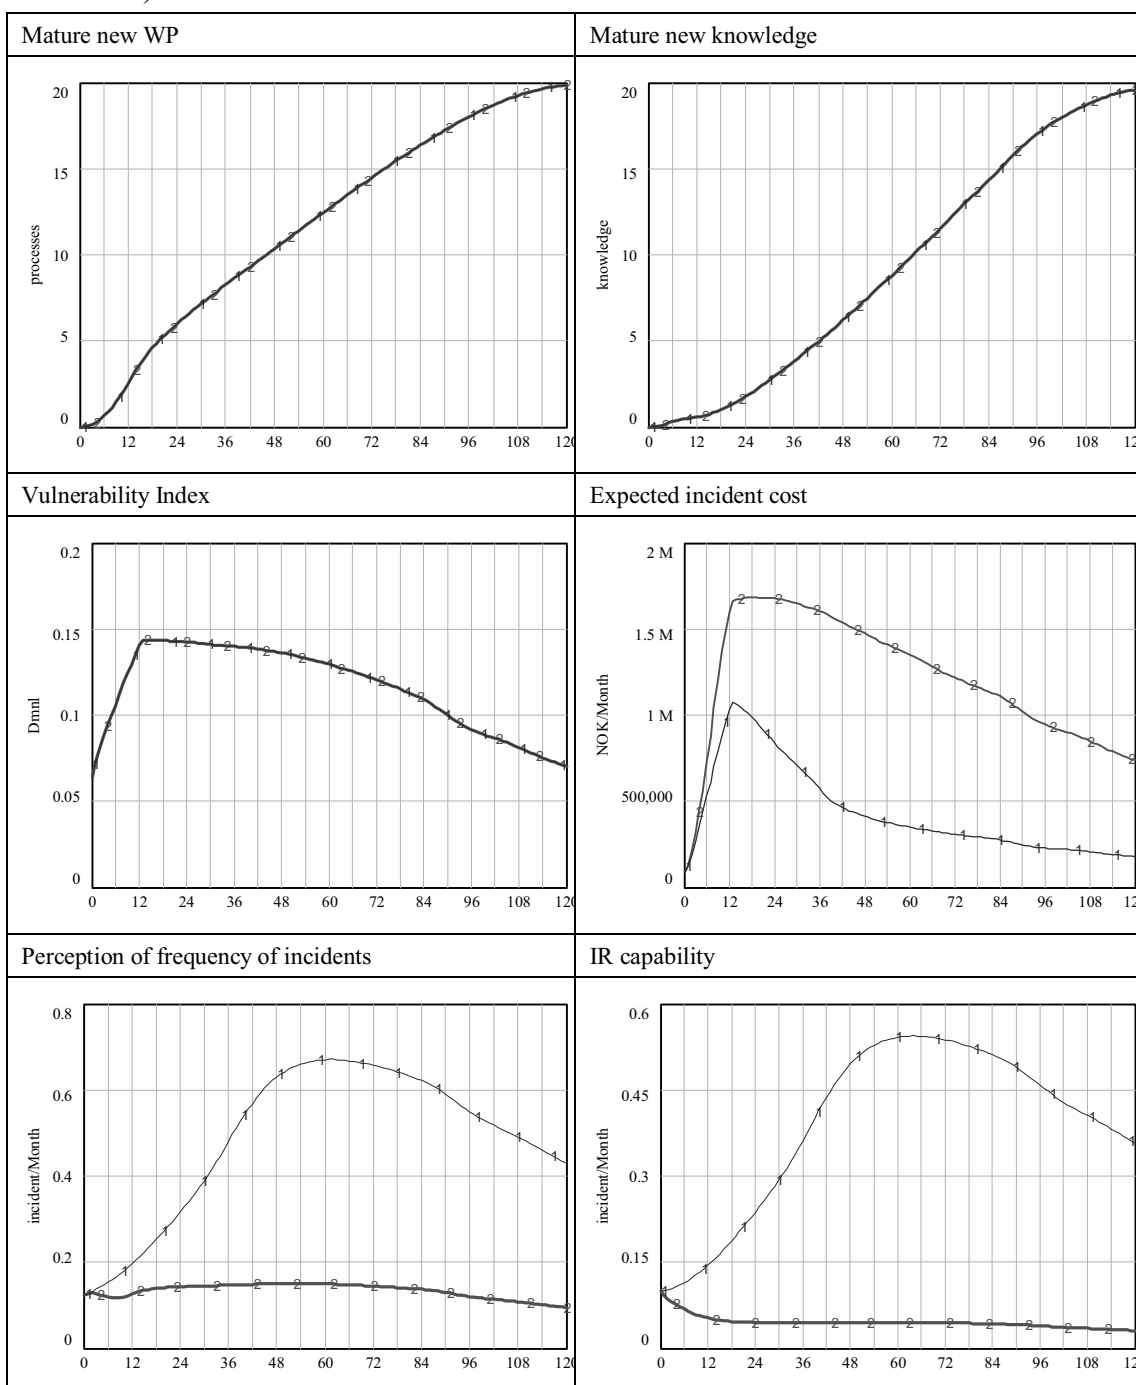 Mature new WP
Mature new knowledge
20
15
10
5
0
processes
0 12 24 36 48 60 72 84 96 108 120
20
15
10
5
0
knowledge
0 12 24 36 48 60 72 84 96 108 12
Vulnerability Index
Expected incident cost
0.2
0.15
0.1
0.05
0
Dmnl
0 12 24 36 48 60 72 84 96 108 120
2 M
1.5 M
1 M
500,000
0
NOK/Month
0 12 24 36 48 60 72 84 96 108 12
Perception of frequency of incidents
IR capability
0.8
0.6
0.4
0.2
0
incident/Month
0 12 24 36 48 60 72 84 96 108 120
0.6
0.45
0.3
0.15
0
incident/Month
0 12 24 36 48 60 72 84 96 108 12